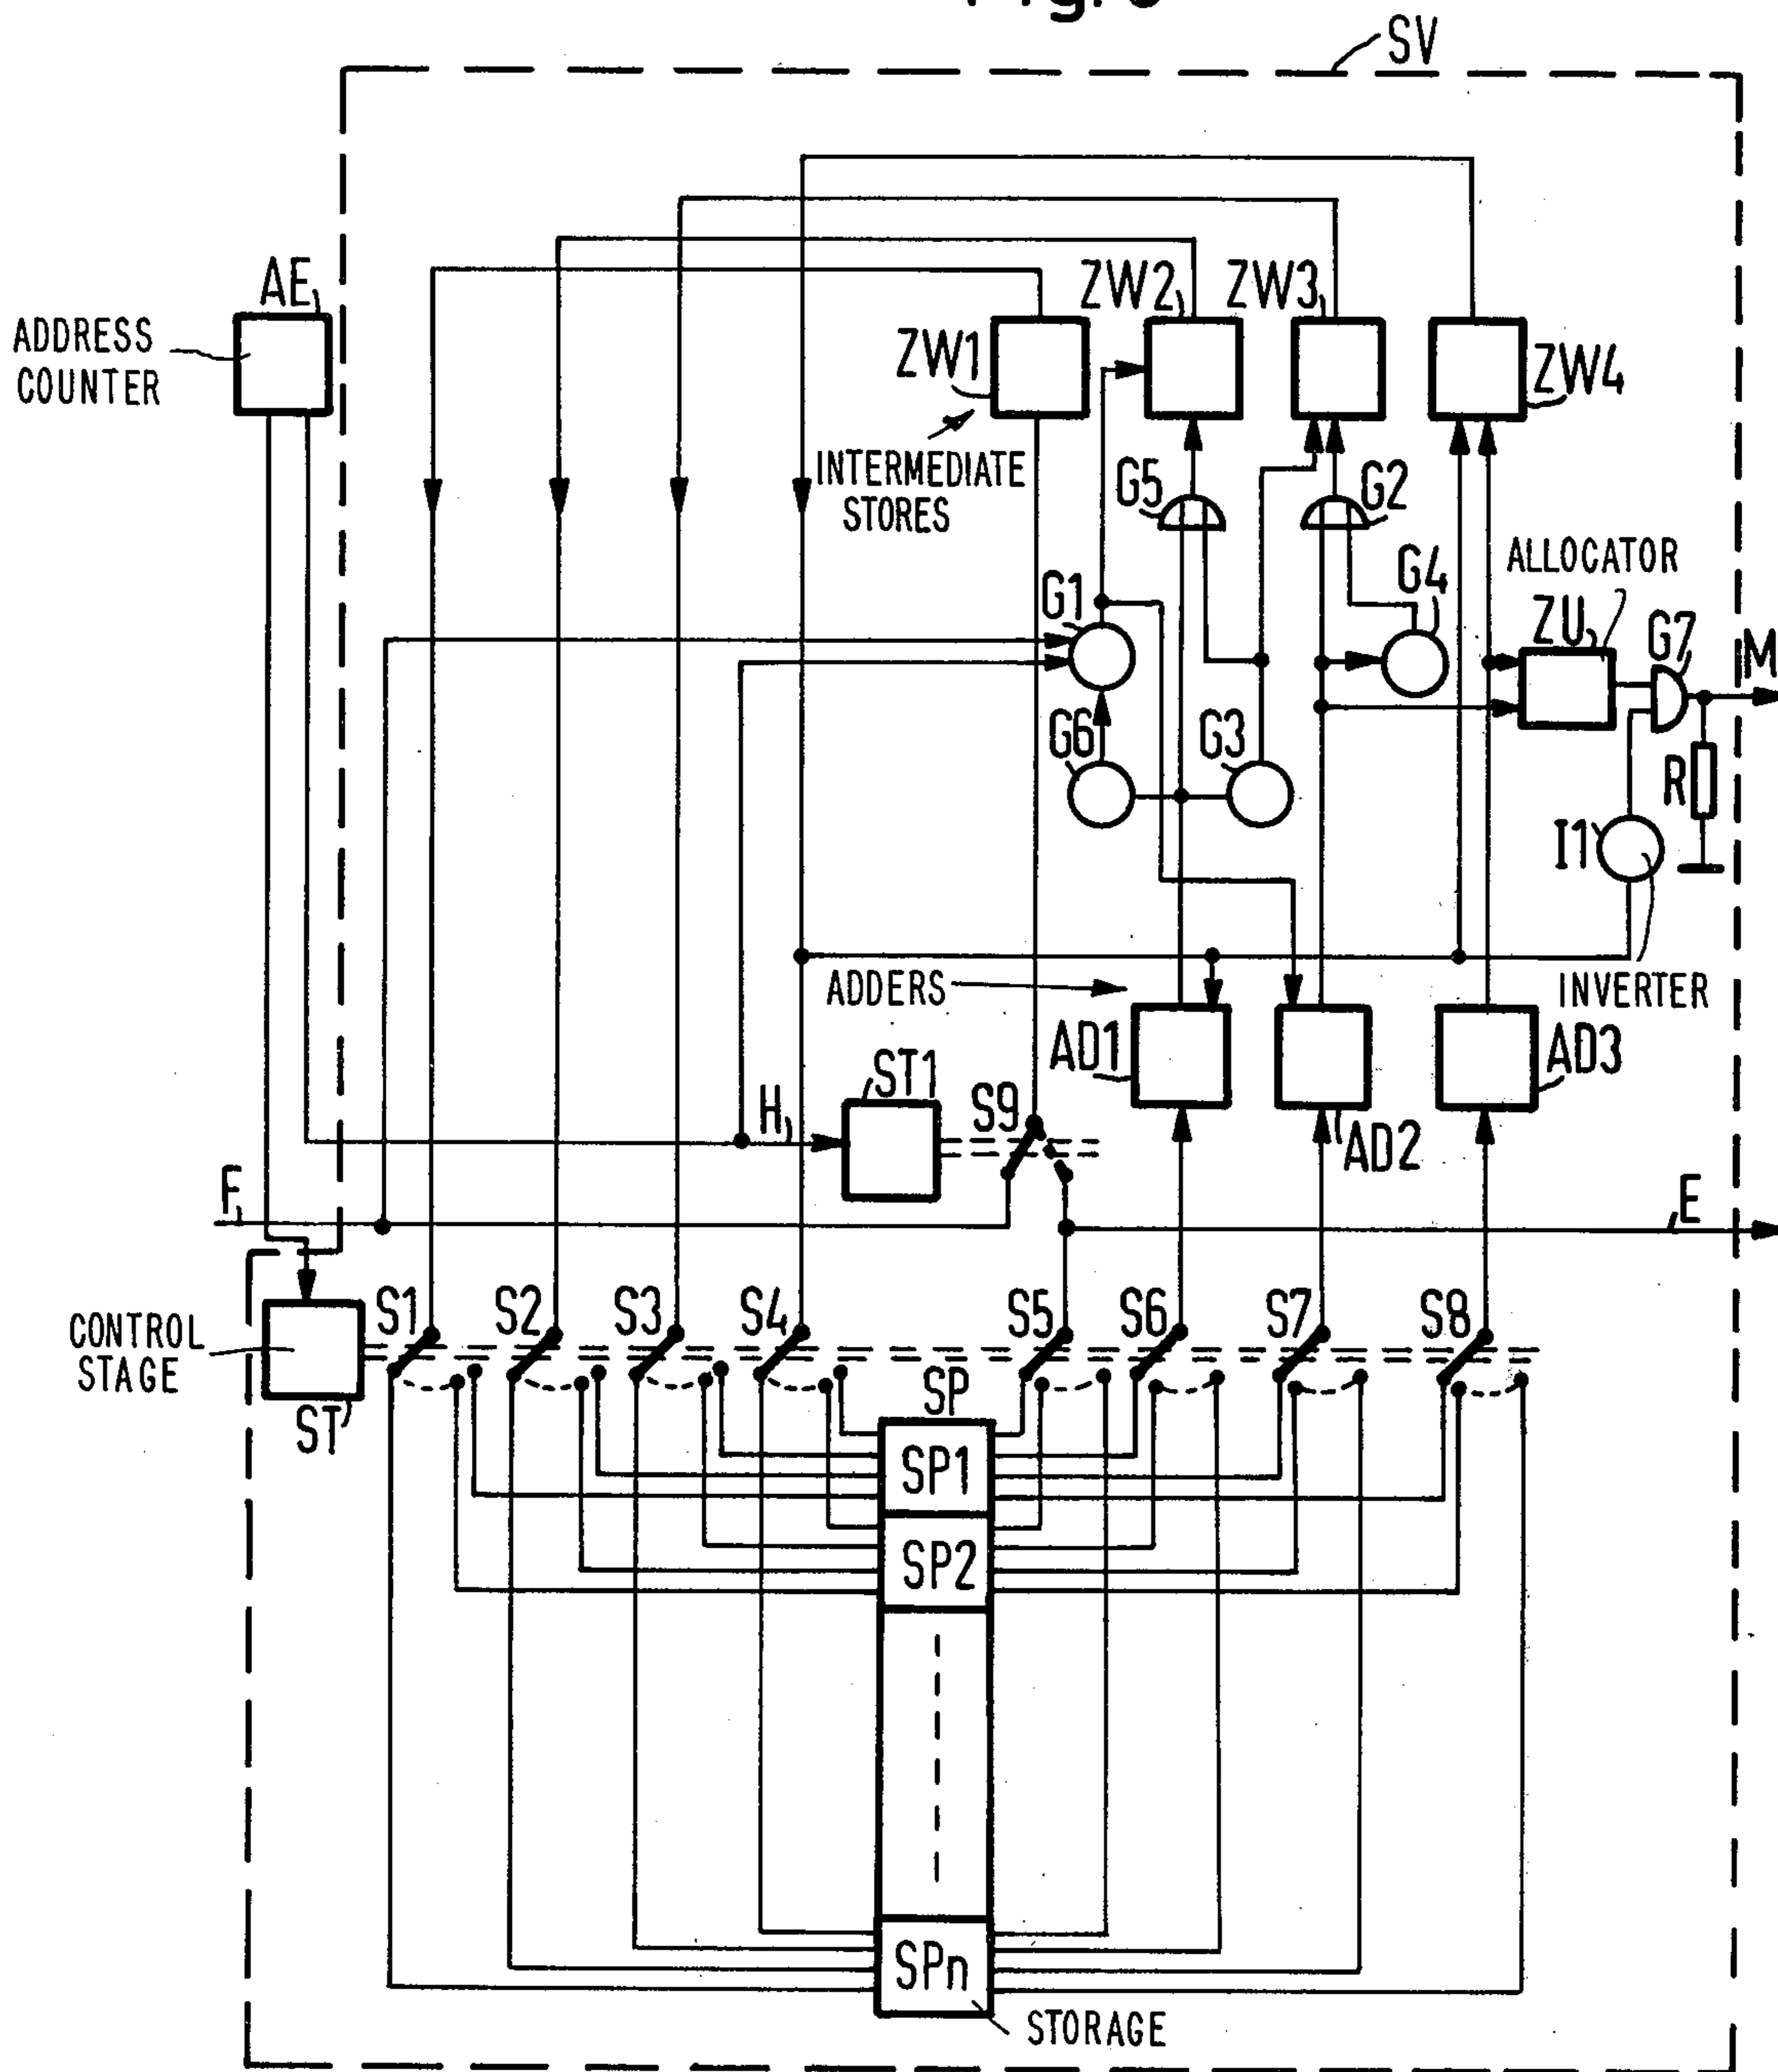 SV
AE
ADDRESS
COUNTER
ZW1
ZW2
ZW3
ZW4
INTERMEDIATE
STORES
G5
G2
G1
G4
ALLOCATOR
ZU
G7
M
G6
G3
R
I1
ADDERS
INVERTER
AD1
AD2
AD3
ST1
H
S9
F
E
CONTROL
STAGE
ST
S1
S2
S3
S4
S5
S6
S7
S8
SP
SP1
SP2
SPn
STORAGE